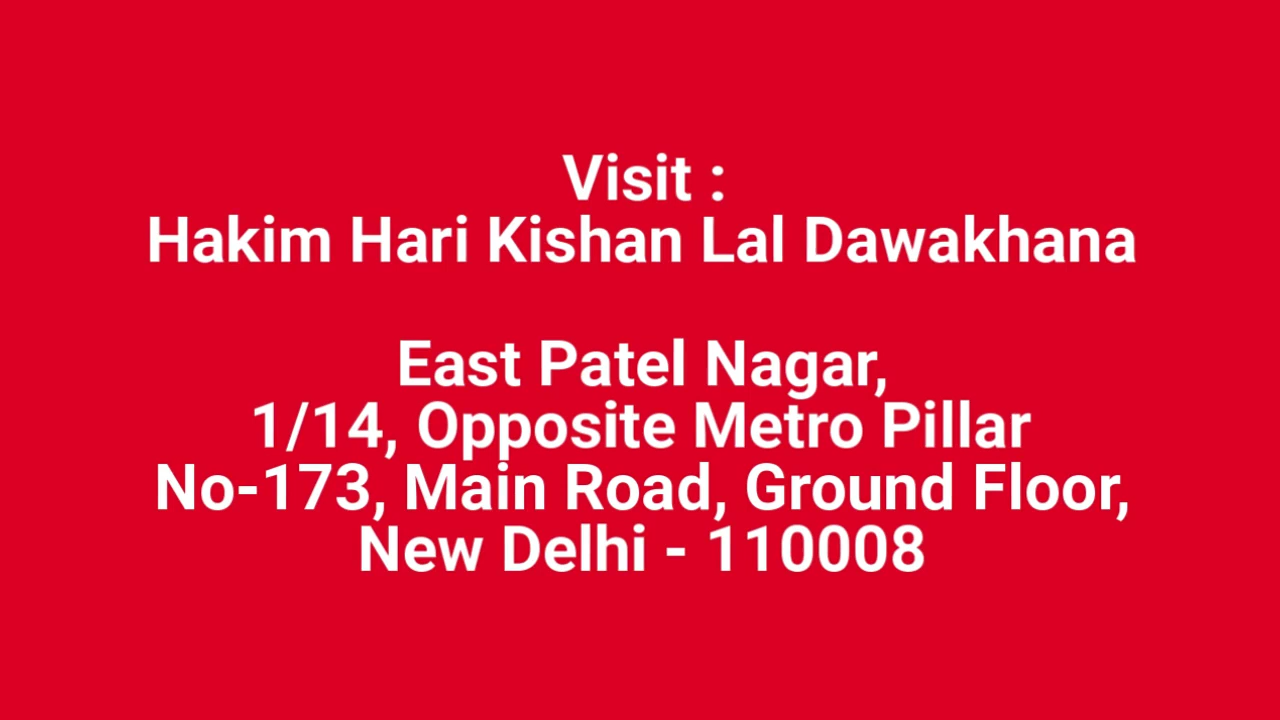 Visit :
Hakim Hari Kishan Lal Dawakhana
East Patel Nagar,
1/14, Opposite Metro Pillar
No-173, Main Road, Ground Floor,
New Delhi - 110008